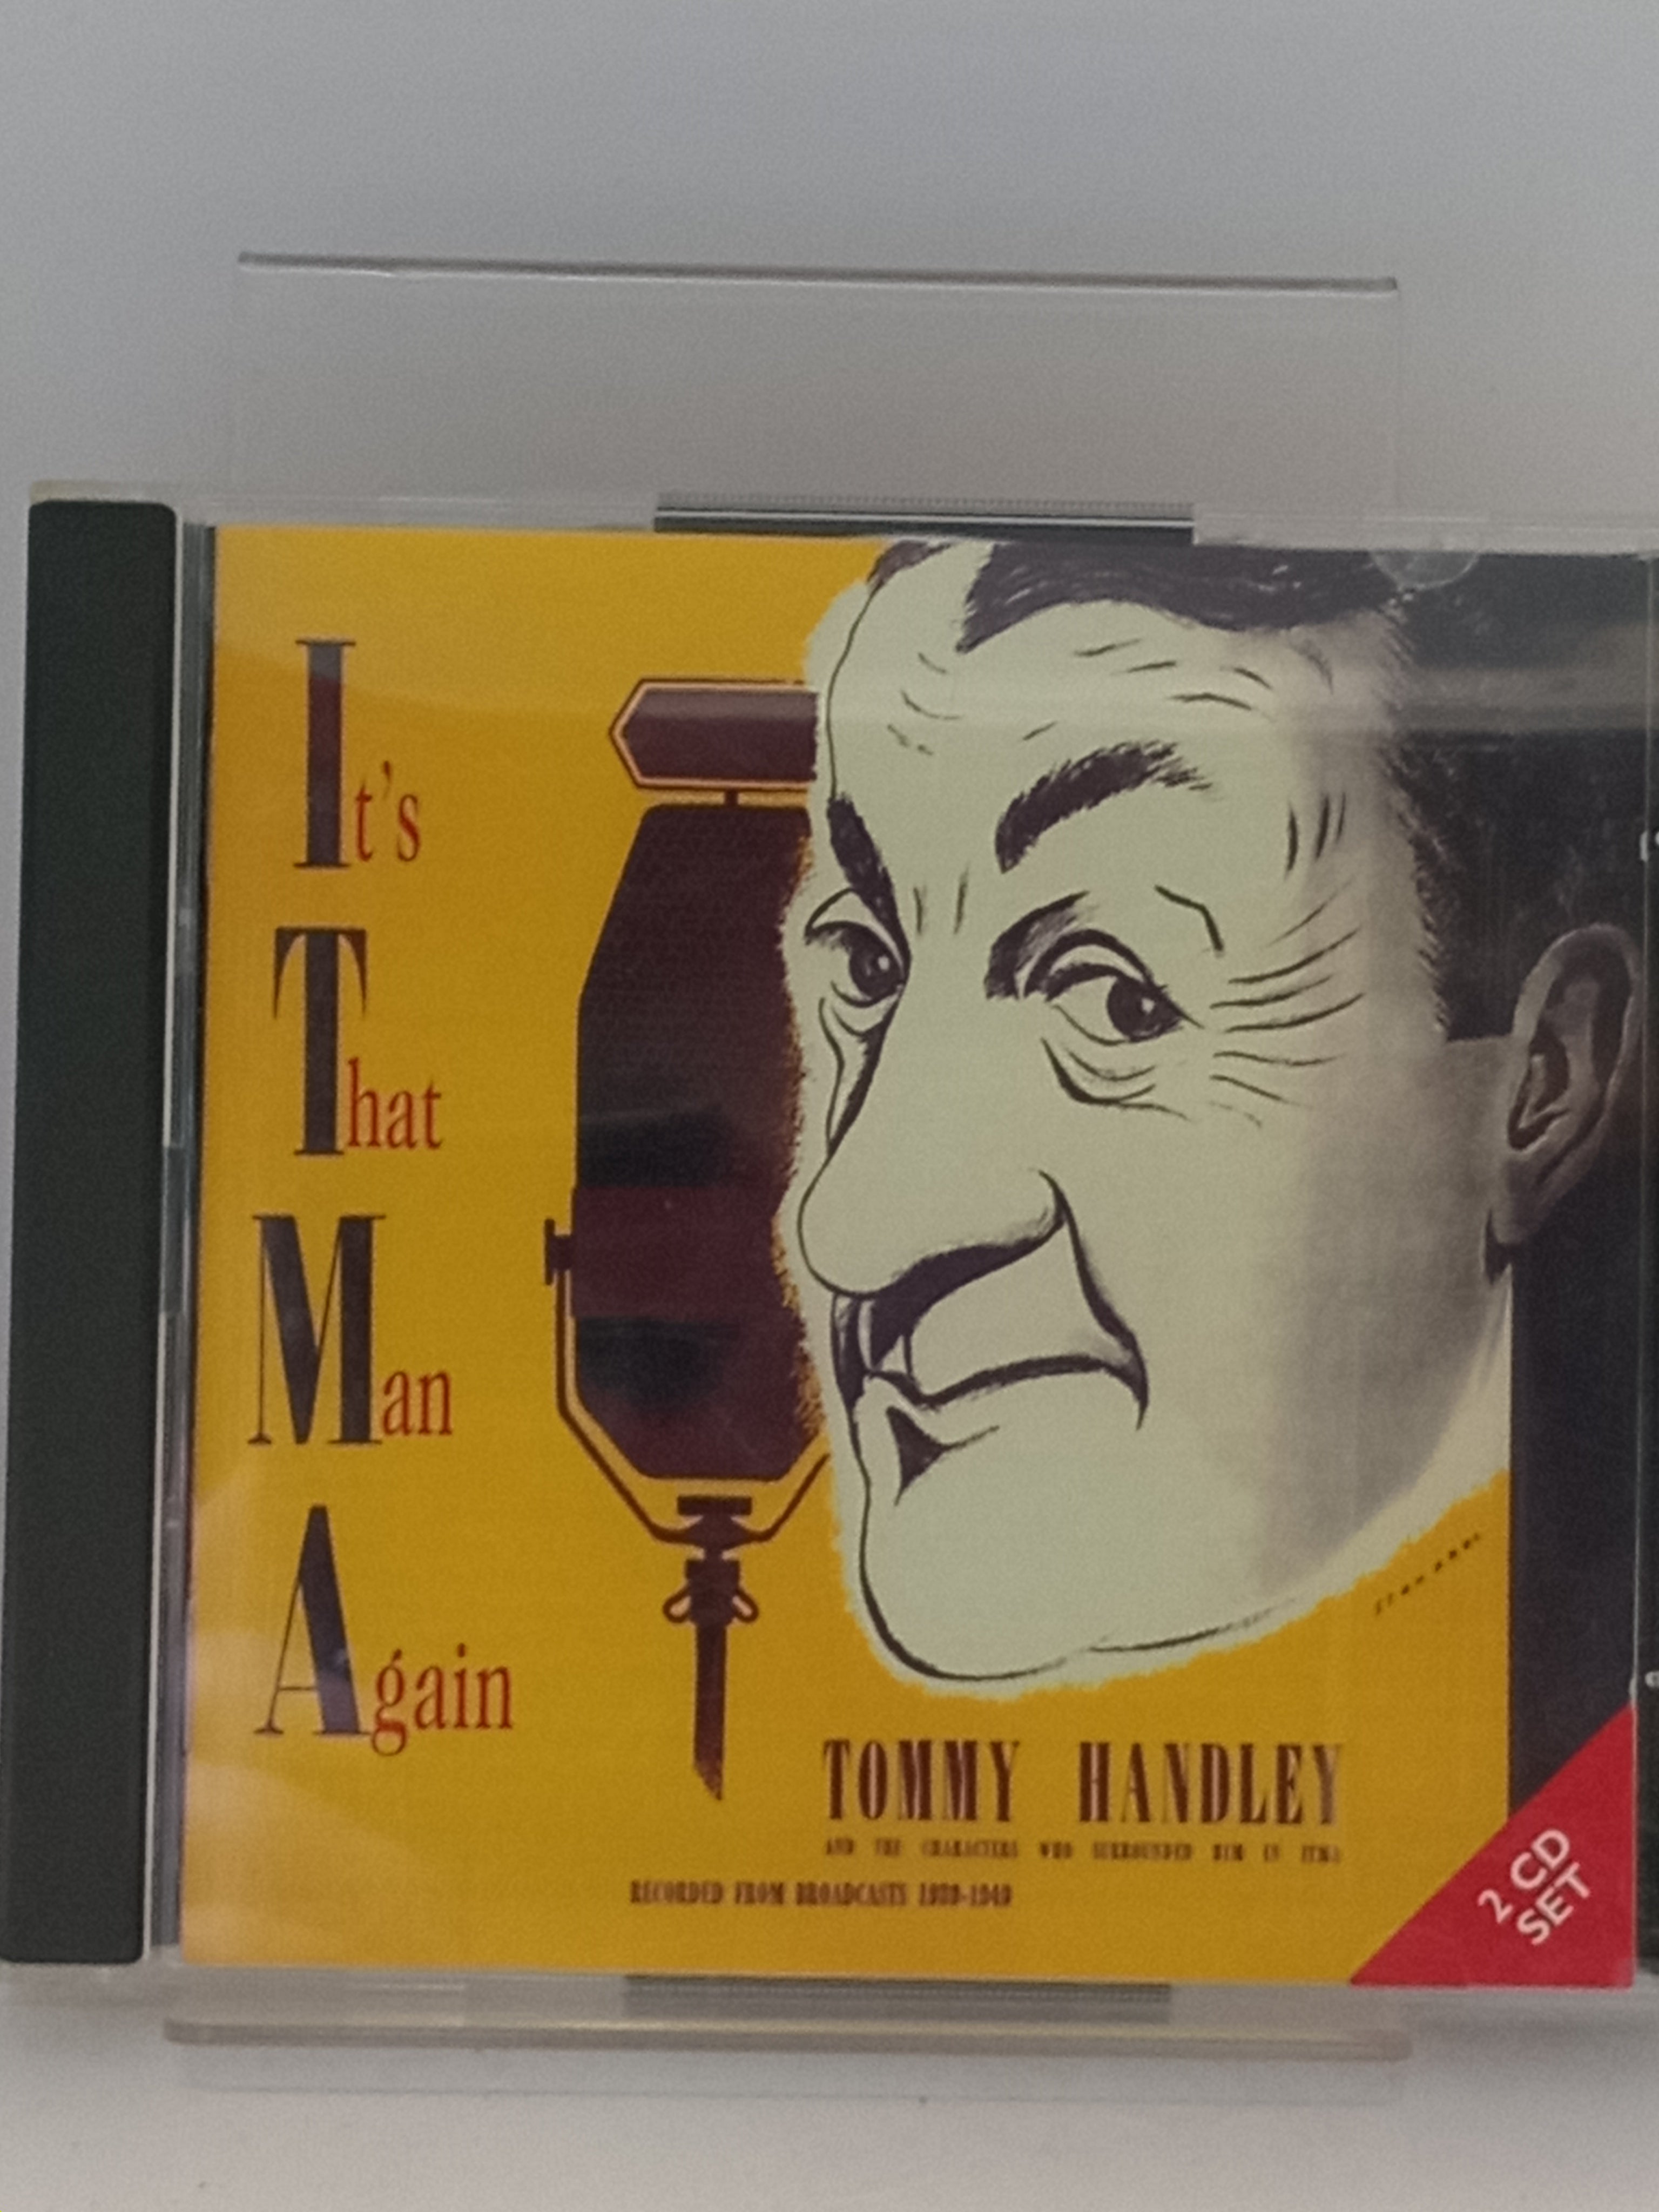 It's
That
Man
Again
TOMMY HANDLEY
AND THE CHARACTERS WHO SURROUNDED HIM IN ITMA
RECORDED FROM BROADCASTS 1939-1949
2 CD
SET